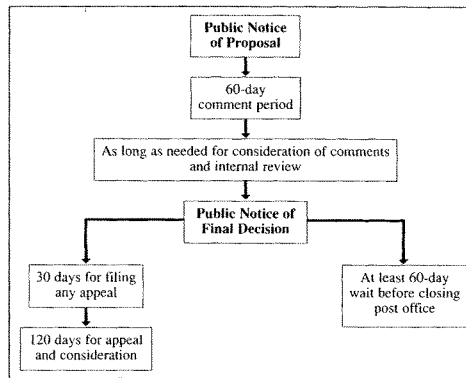 Public Notice
of Proposal
60-day
comment period
As long as needed for consideration of comments
and internal review
Public Notice of
Final Decision
30 days for filing
any appeal
At least 60-day
wait before closing
post office
120 days for appeal
and consideration